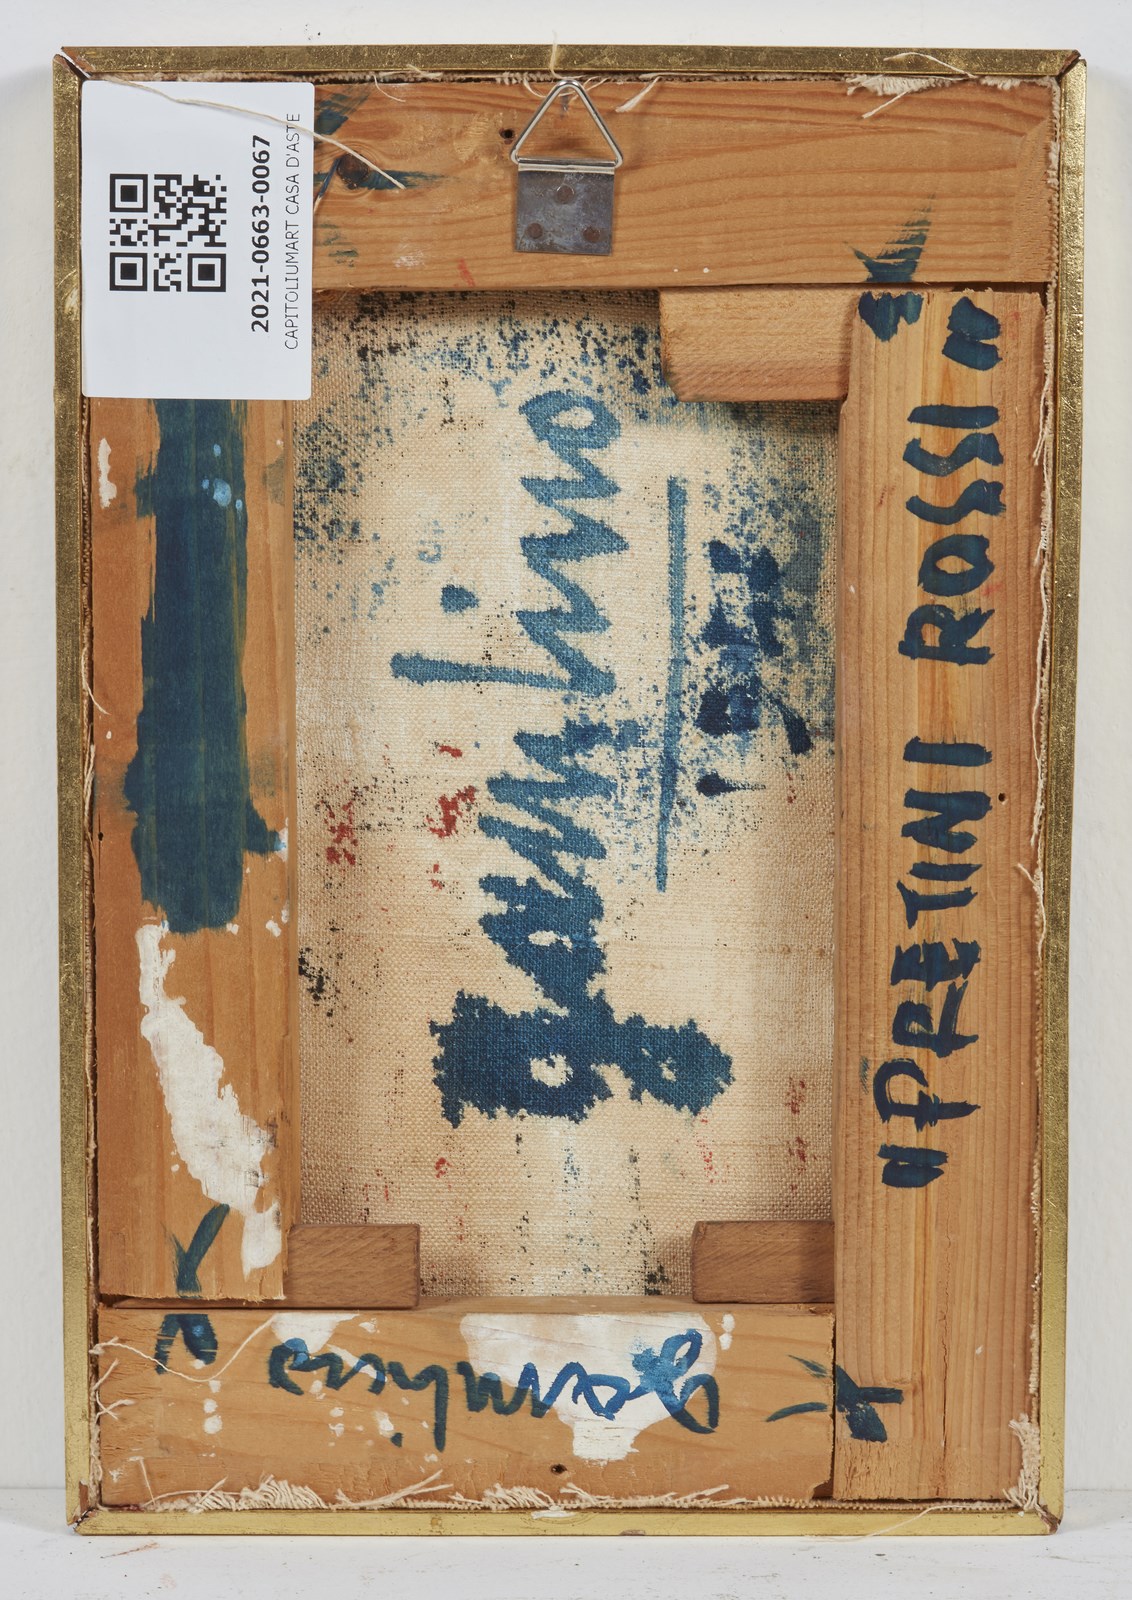 2021-0663-0067
CAPITOLIUMART CASA D'ASTE
gambino
"PRETINI ROSSI"
Gambino